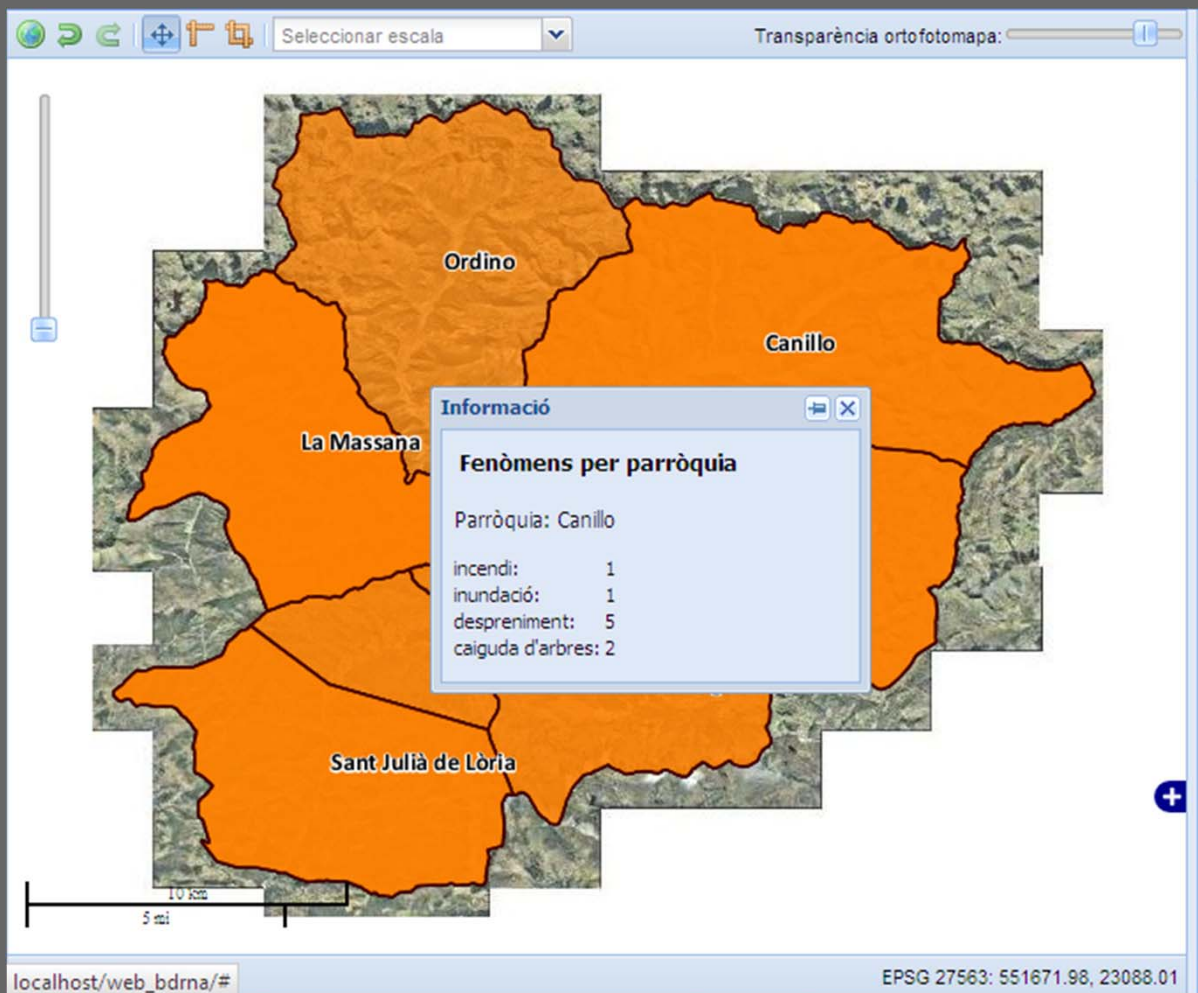 Seleccionar escala
Transparència ortofotomapa:
Ordino
Canillo
La Massana
Informació
Fenòmens per parròquia
Parròquia: Canillo
incendi: 1
inundació: 1
despreniment: 5
caiguda d'arbres: 2
Sant Julià de Lòria
10 km
5 mi
localhost/web_bdrna/#
EPSG 27563: 551671.98, 23088.01